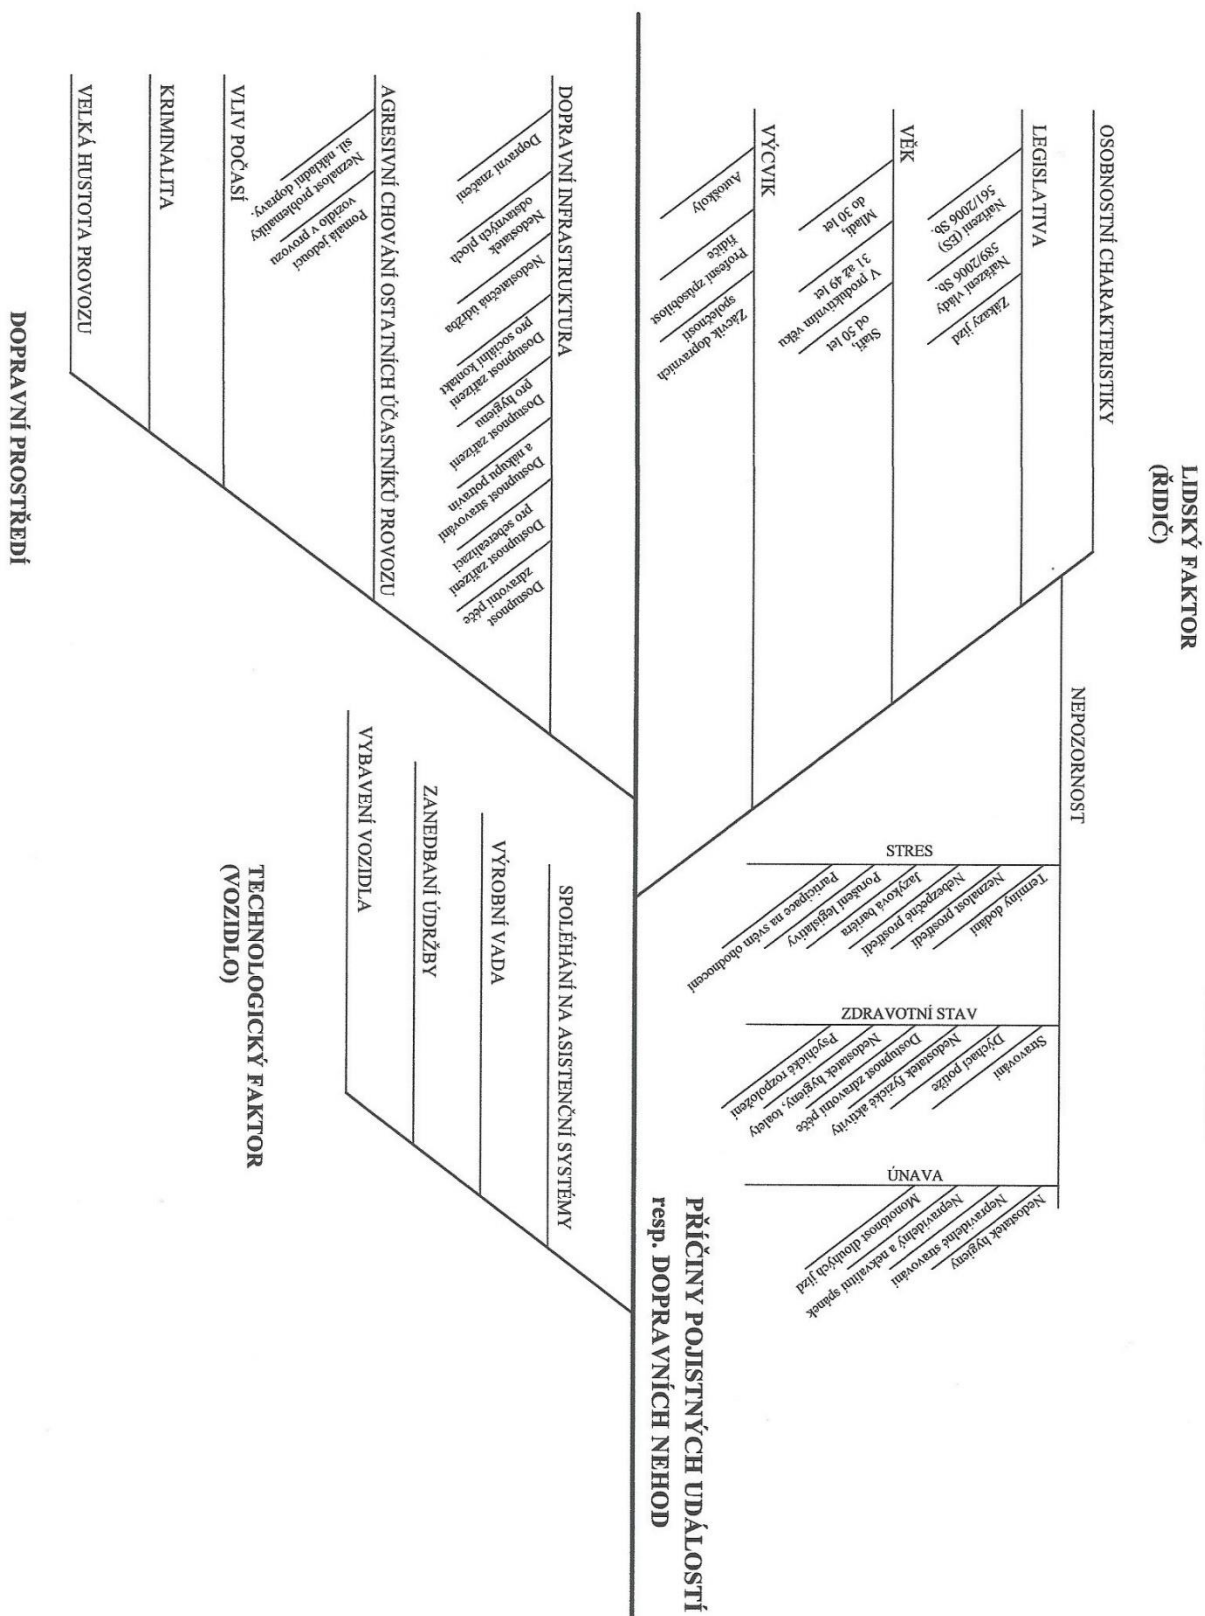 LIDSKÝ FAKTOR
(ŘIDIČ)
OSOBNOSTNÍ CHARAKTERISTIKY
LEGISLATIVA
Nařízení (ES)
561/2006 Sb.
Nařázení vlády
589/2006 Sb.
Zákazy jízd
VĚK
Mladí,
do 30 let
V produktivním věku
31 až 49 let
Staří,
od 50 let
VÝCVIK
Autoškoly
Profesní způsobilost
řidiče
Zácvik dopravních
společností
NEPOZORNOST
STRES
Termíny dodání
Neznalost prostředí
Nebezpečné prostředí
Jazyková bariéra
Porušení legislativy
Participace na svém ohodnocení
ZDRAVOTNÍ STAV
Stravování
Dýchací potíže
Nedostatek fyzické aktivity
Dostupnost zdravotní péče
Nedostatek hygieny, toalety
Psychické rozpoložení
ÚNAVA
Nedostatek hygieny
Nepravidelné stravování
Nepravidelný a nekvalitní spánek
Monotónost dlouhých jízd
PŘÍČINY POJISTNÝCH UDÁLOSTÍ
resp. DOPRAVNÍCH NEHOD
DOPRAVNÍ INFRASTRUKTURA
Dopravní značení
Nedostatek
odstavných ploch
Nedostatečná údržba
Dostupnost zařízení
pro sociální kontakt
Dostupnost zařízení
pro hygienu
Dostupnost stravování
a nákupu potravin
Dostupnost zařízení
pro seberealizaci
Dostupnost
zdravotní péče
AGRESIVNÍ CHOVÁNÍ OSTATNÍCH ÚČASTNÍKŮ PROVOZU
Neznalost problematiky
sil. nákladní dopravy.
Pomalá jedoucí
vozidlo v provozu
VLIV POČASÍ
KRIMINALITA
VELKÁ HUSTOTA PROVOZU
DOPRAVNÍ PROSTŘEDÍ
SPOLÉHÁNÍ NA ASISTENČNÍ SYSTÉMY
VÝROBNÍ VADA
ZANEDBANÍ ÚDRŽBY
VYBAVENÍ VOZIDLA
TECHNOLOGICKÝ FAKTOR
(VOZIDLO)